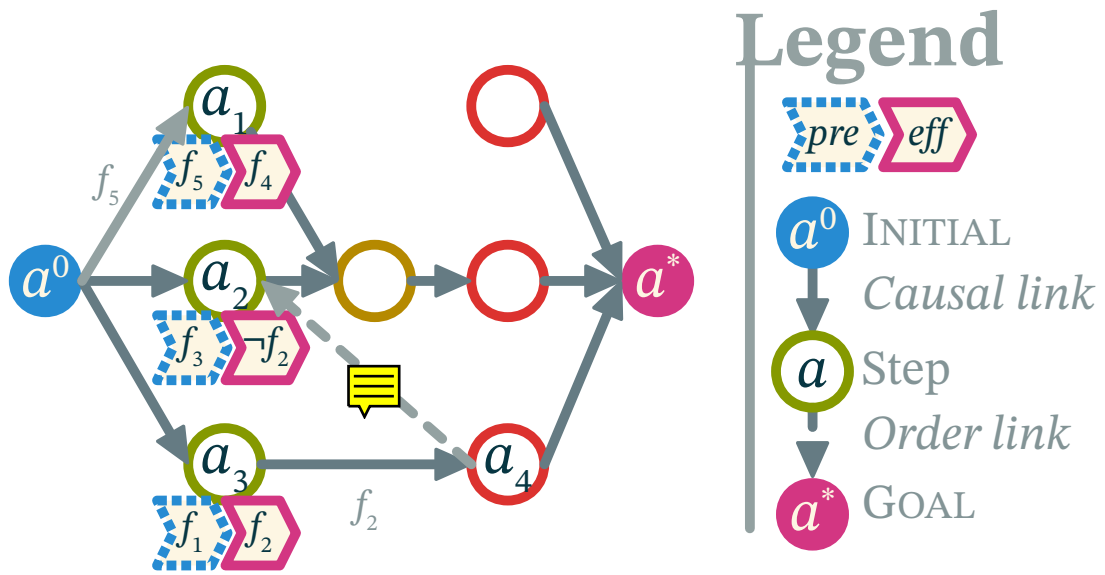 Legend
a₁
f₅ f₄
pre eff
f₅
a⁰ INITIAL
a⁰
a₂
a*
Causal link
f₃ ¬f₂
a Step
Order link
a₃
a₄
f₂
a* GOAL
f₁ f₂